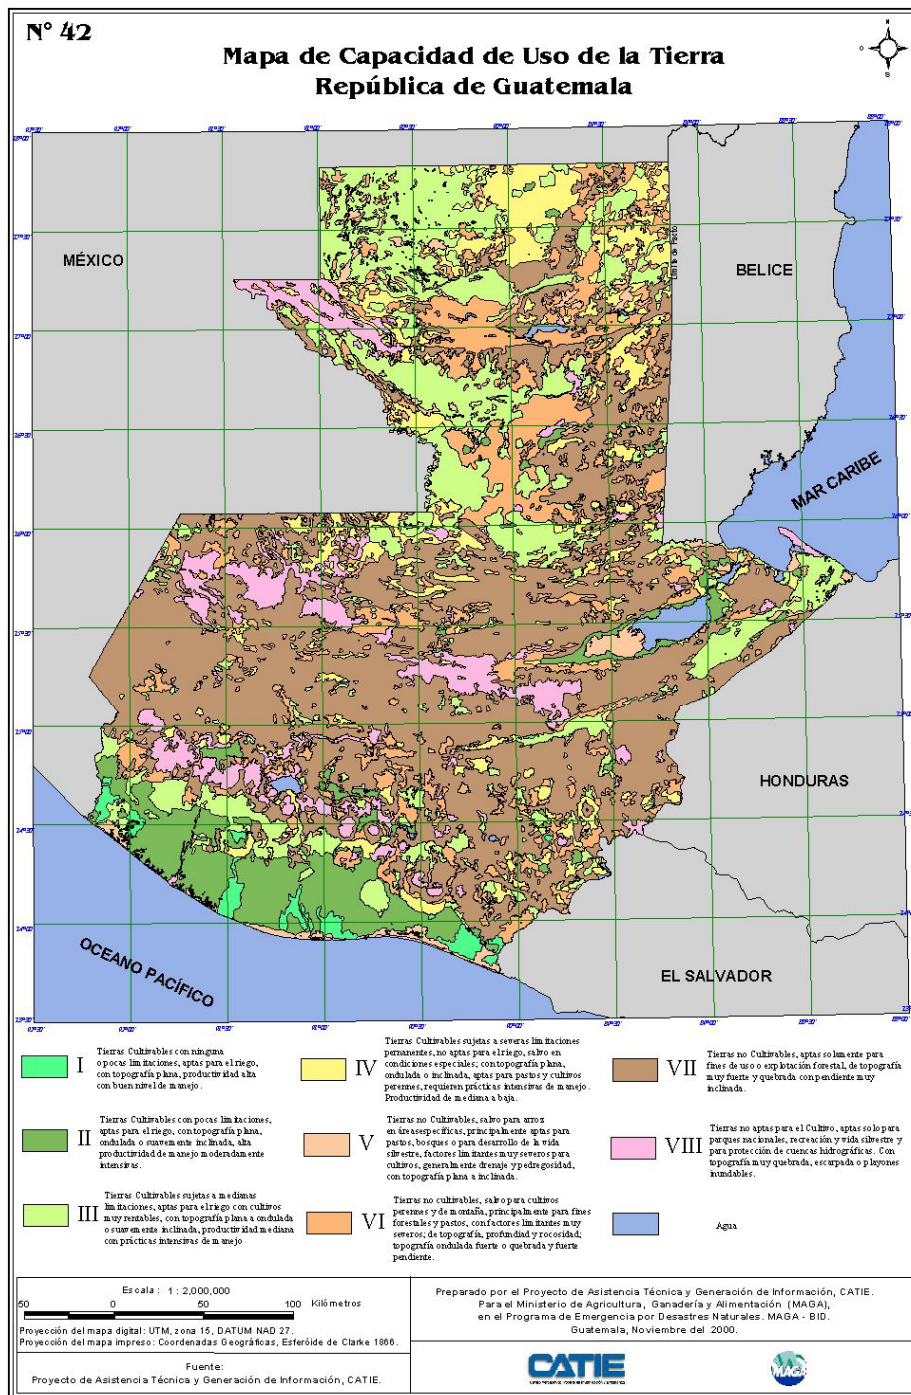 N° 42
Mapa de Capacidad de Uso de la Tierra
República de Guatemala
MÉXICO
BELICE
Límite de Facto
MAR CARIBE
HONDURAS
EL SALVADOR
OCEANO PACÍFICO
I
Tierras Cultivables con ninguna
o pocas limitaciones, aptas para el riego,
con topografía plana, productividad alta
con buen nivel de manejo.
II
Tierras Cultivables con pocas limitaciones,
aptas para el riego, con topografía plana,
ondulada o suavemente inclinada, alta
productividad de manejo moderadamente
intensivas.
III
Tierras Cultivables sujetas a medianas
limitaciones, aptas para el riego con cultivos
muy rentables, con topografía plana a ondulada
o suavemente inclinada, productividad mediana
con prácticas intensivas de manejo
IV
Tierras Cultivables sujetas a severas limitaciones
permanentes, no aptas para el riego, salvo en
condiciones especiales; con topografía plana,
ondulada o inclinada, aptas para pastos y cultivos
perennes, requieren prácticas intensivas de manejo.
Productividad de mediana a baja.
V
Tierras no Cultivables, salvo para arroz
en áreas específicas, principalmente aptas para
pastos, bosques o para desarrollo de la vida
silvestre, factores limitantes muy severos para
cultivos, generalmente drenaje y pedregosidad,
con topografía plana a inclinada.
VI
Tierras no cultivables, salvo para cultivos
perennes y de montaña, principalmente para fines
forestales y pastos, con factores limitantes muy
severos; de topografía, profundiad y rocosidad;
topografía ondulada fuerte o quebrada y fuerte
pendiente.
VII
Tierras no Cultivables, aptas solamente para
fines de uso o explotación forestal, de topografía
muy fuerte y quebrada con pendiente muy
inclinada.
VIII
Tierras no aptas para el Cultivo, aptas solo para
parques nacionales, recreación y vida silvestre y
para protección de cuencas hidrográficas. Con
topografía muy quebrada, escarpada o playones
inundables.
Agua
Escala: 1 : 2,000,000
50 0 50 100 Kilómetros
Proyección del mapa digital: UTM, zona 15, DATUM NAD 27.
Proyección del mapa impreso: Coordenadas Geográficas, Esferóide de Clarke 1866.
Fuente:
Proyecto de Asistencia Técnica y Generación de Información, CATIE.
Preparado por el Proyecto de Asistencia Técnica y Generación de Información, CATIE.
Para el Ministerio de Agricultura, Ganadería y Alimentación (MAGA),
en el Programa de Emergencia por Desastres Naturales. MAGA - BID.
Guatemala, Noviembre del 2000.
CATIE
MAGA